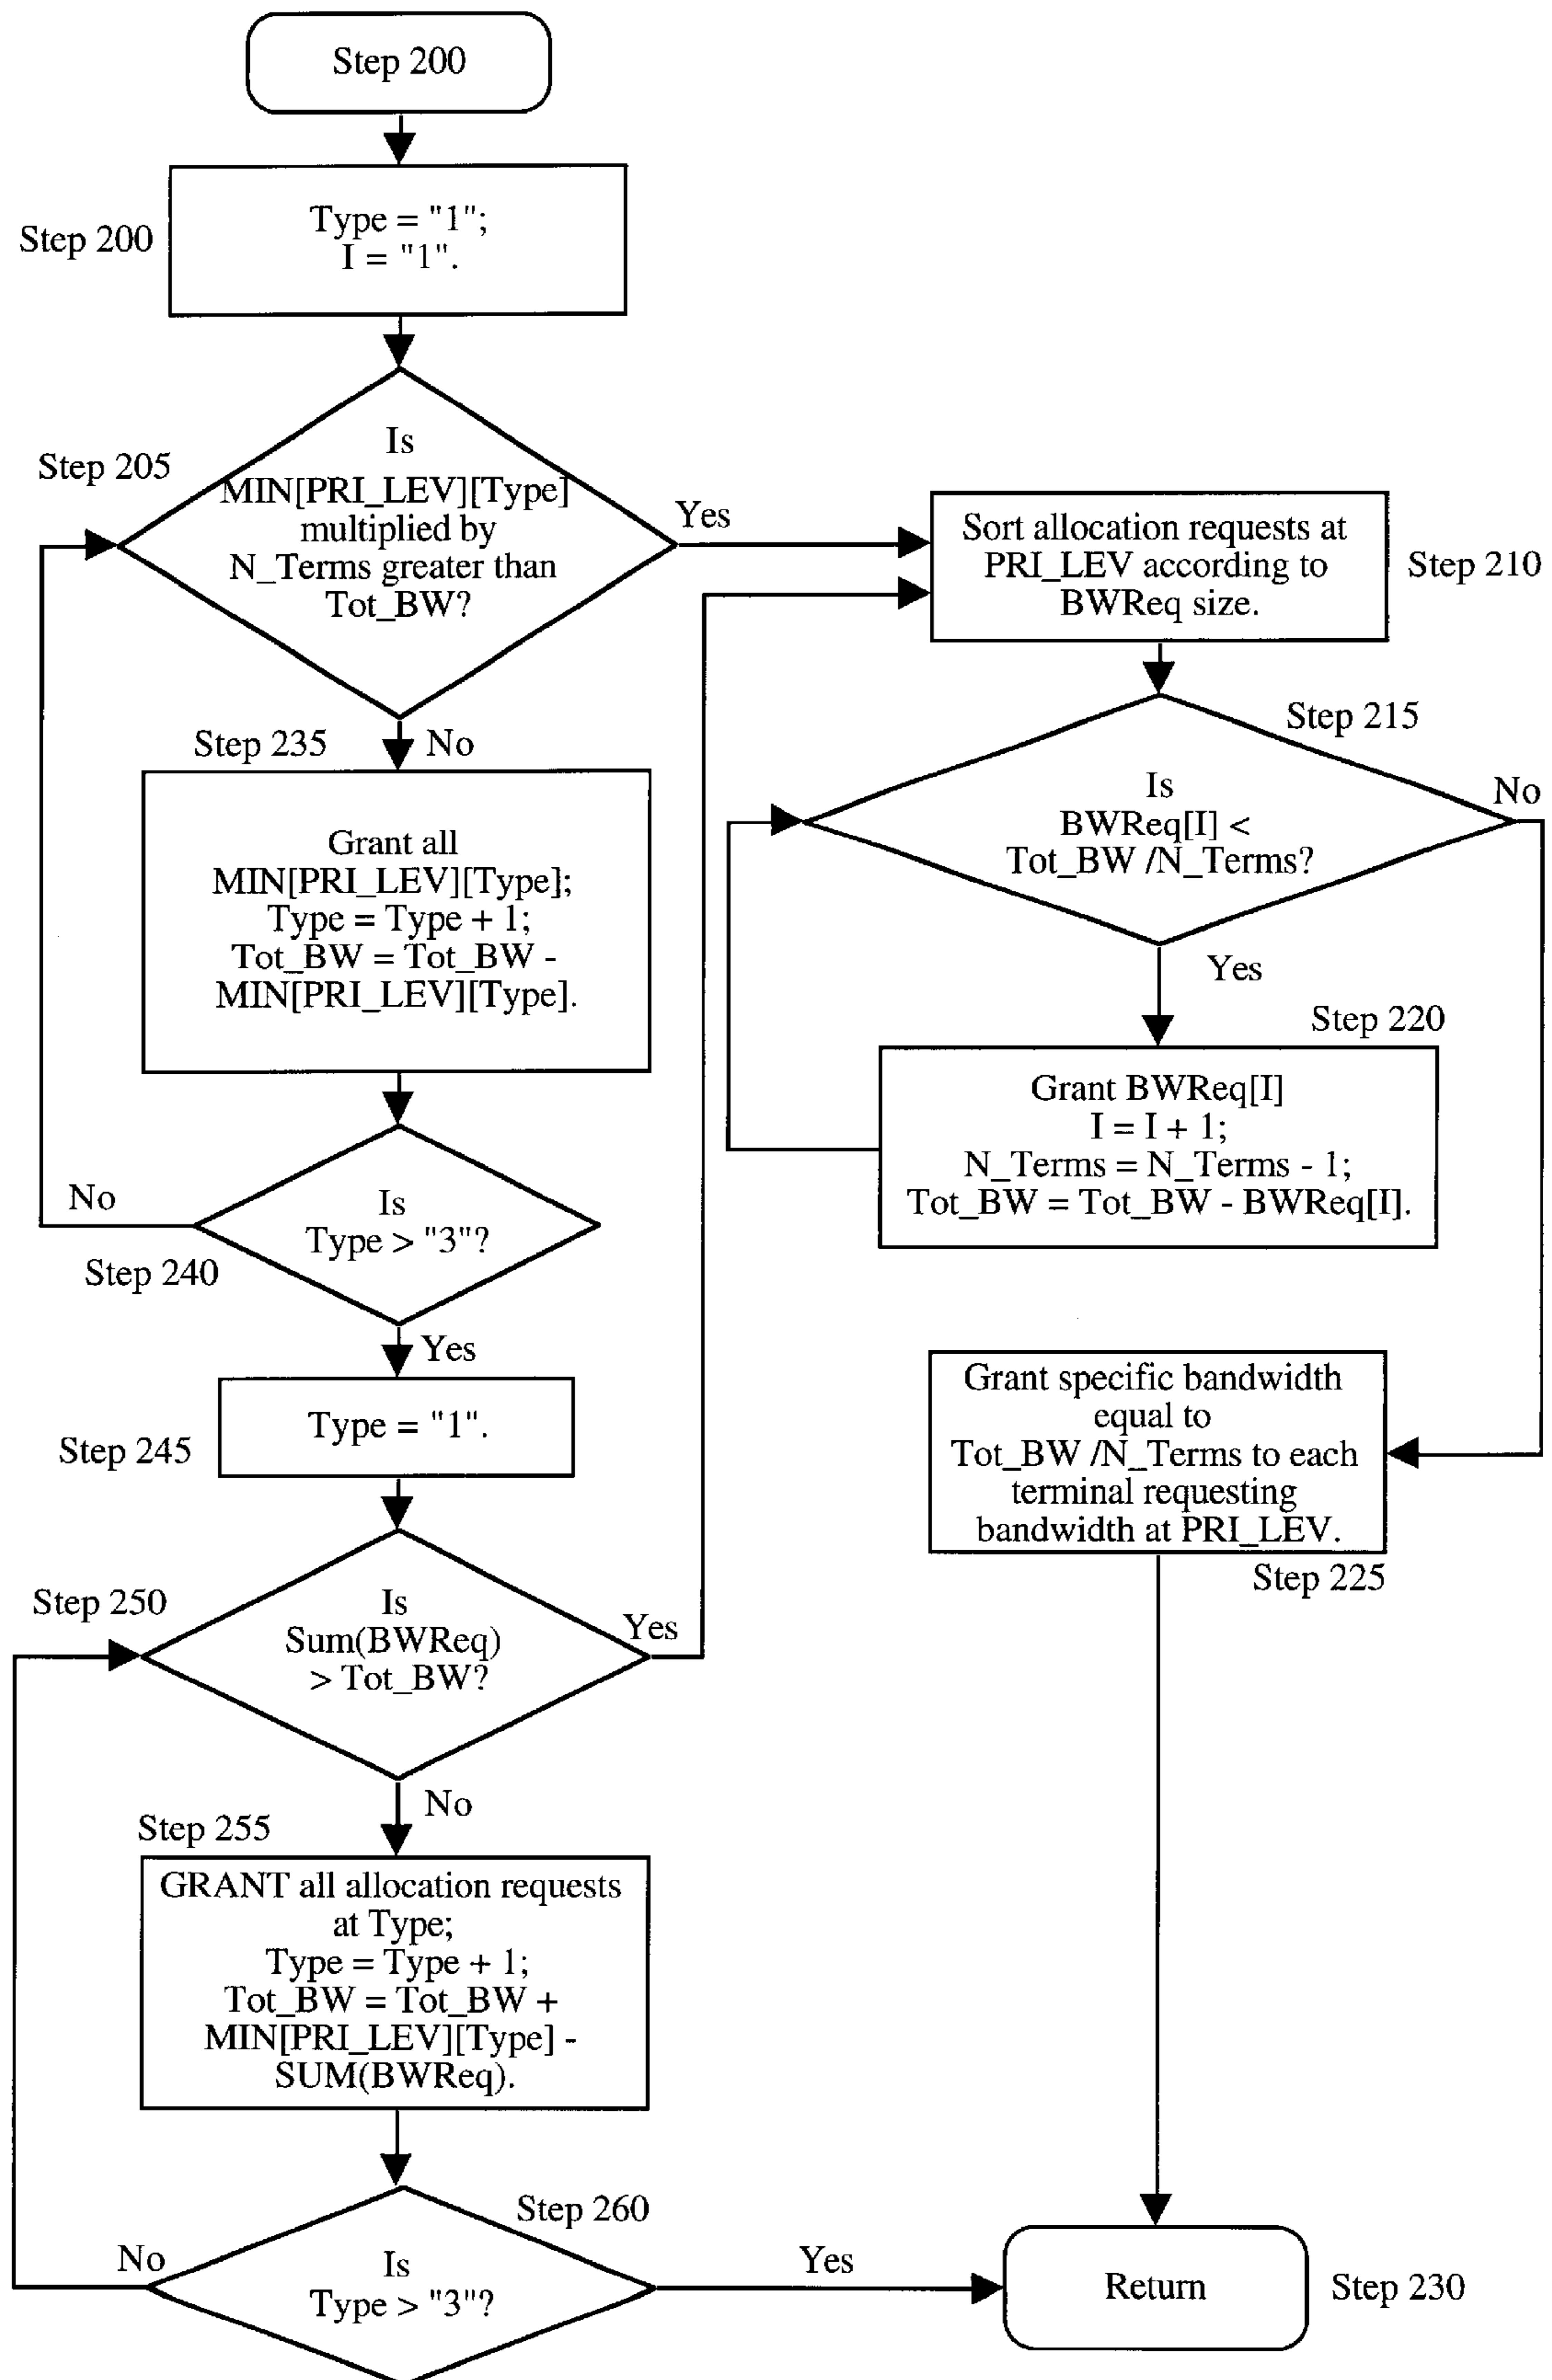 Step 200
Step 200
Type = "1";
I = "1".
Step 205
Is
MIN[PRI_LEV][Type]
multiplied by
N_Terms greater than
Tot_BW?
Yes
Sort allocation requests at
PRI_LEV according to
BWReq size.
Step 210
Step 215
Is
BWReq[I] <
Tot_BW /N_Terms?
No
Yes
Step 220
Grant BWReq[I]
I = I + 1;
N_Terms = N_Terms - 1;
Tot_BW = Tot_BW - BWReq[I].
Step 235
No
Grant all
MIN[PRI_LEV][Type];
Type = Type + 1;
Tot_BW = Tot_BW -
MIN[PRI_LEV][Type].
No
Is
Type > "3"?
Step 240
Yes
Type = "1".
Step 245
Grant specific bandwidth
equal to
Tot_BW /N_Terms to each
terminal requesting
bandwidth at PRI_LEV.
Step 225
Step 250
Is
Sum(BWReq)
> Tot_BW?
Yes
No
Step 255
GRANT all allocation requests
at Type;
Type = Type + 1;
Tot_BW = Tot_BW +
MIN[PRI_LEV][Type] -
SUM(BWReq).
Step 260
No
Is
Type > "3"?
Yes
Return
Step 230